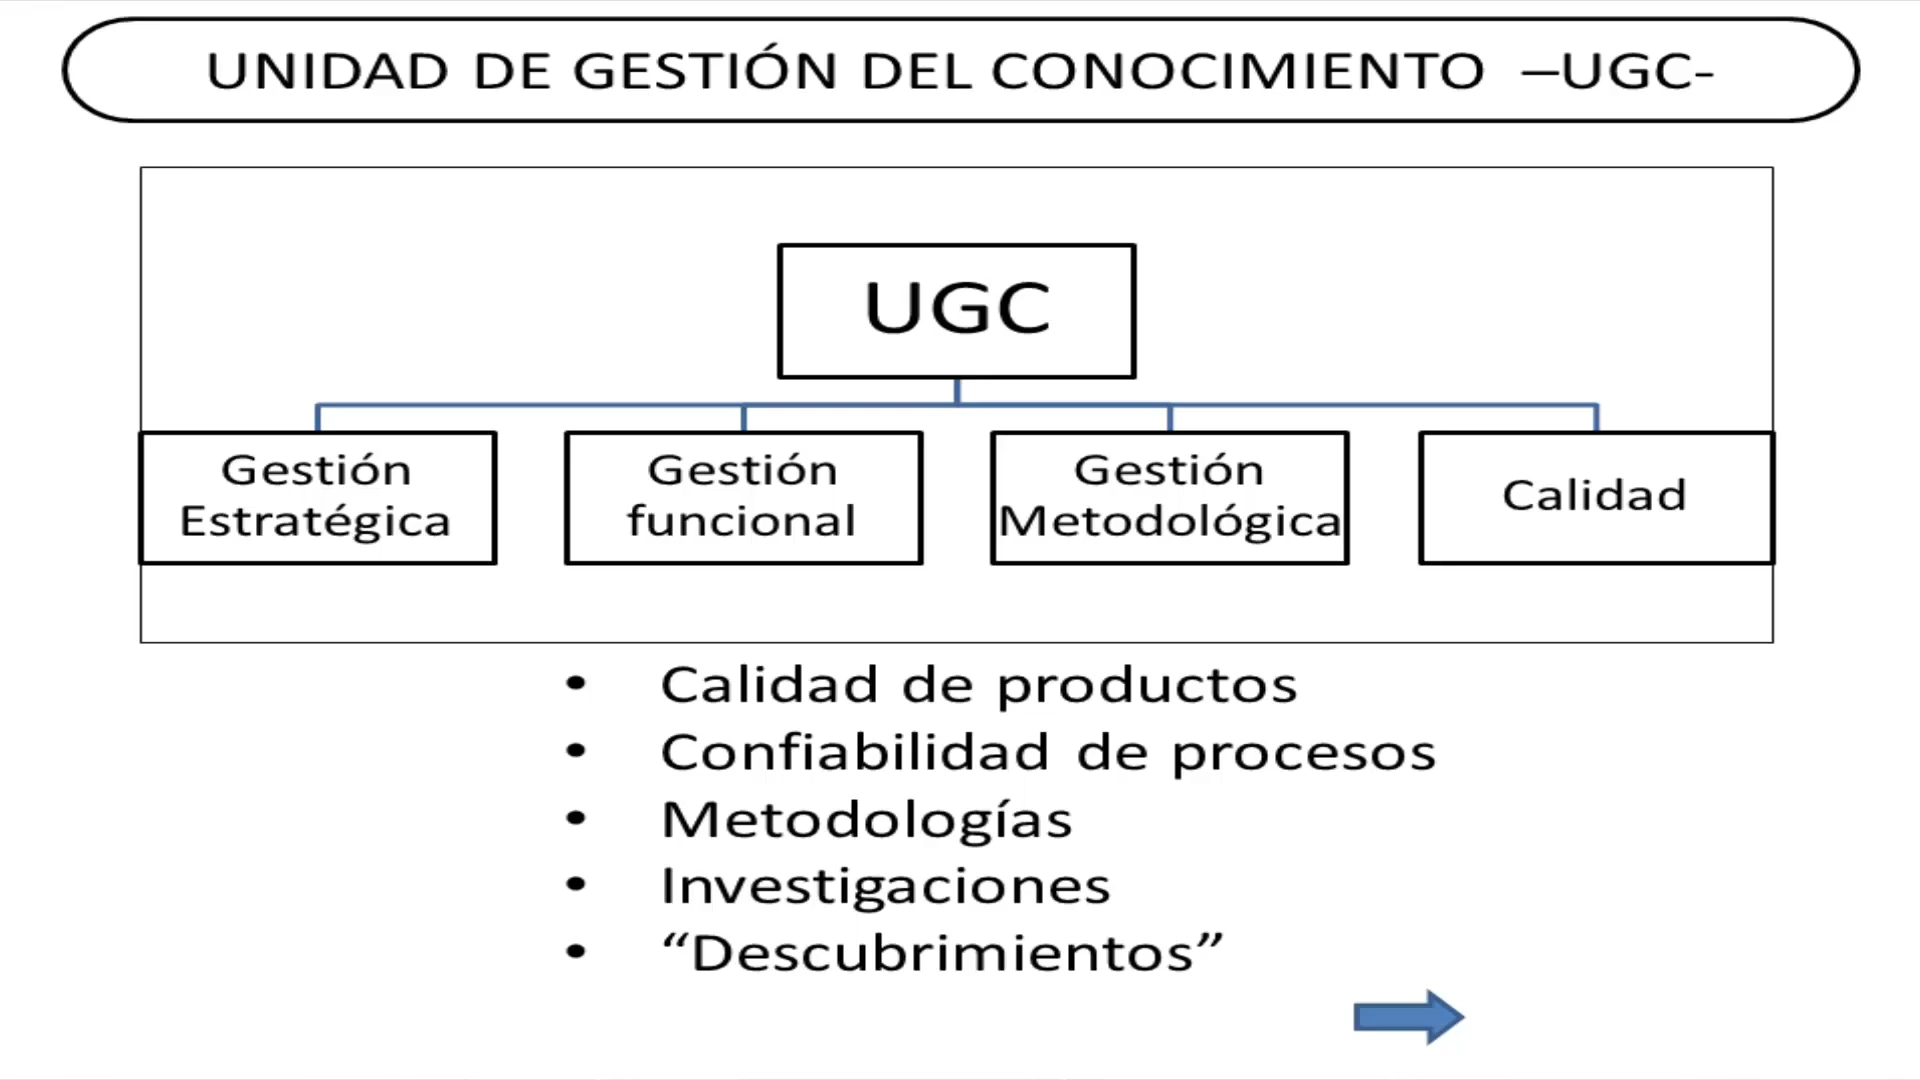 UNIDAD DE GESTIÓN DEL CONOCIMIENTO –UGC-
UGC
Gestión
Estratégica
Gestión
funcional
Gestión
Metodológica
Calidad
• Calidad de productos
• Confiabilidad de procesos
• Metodologías
• Investigaciones
• “Descubrimientos”